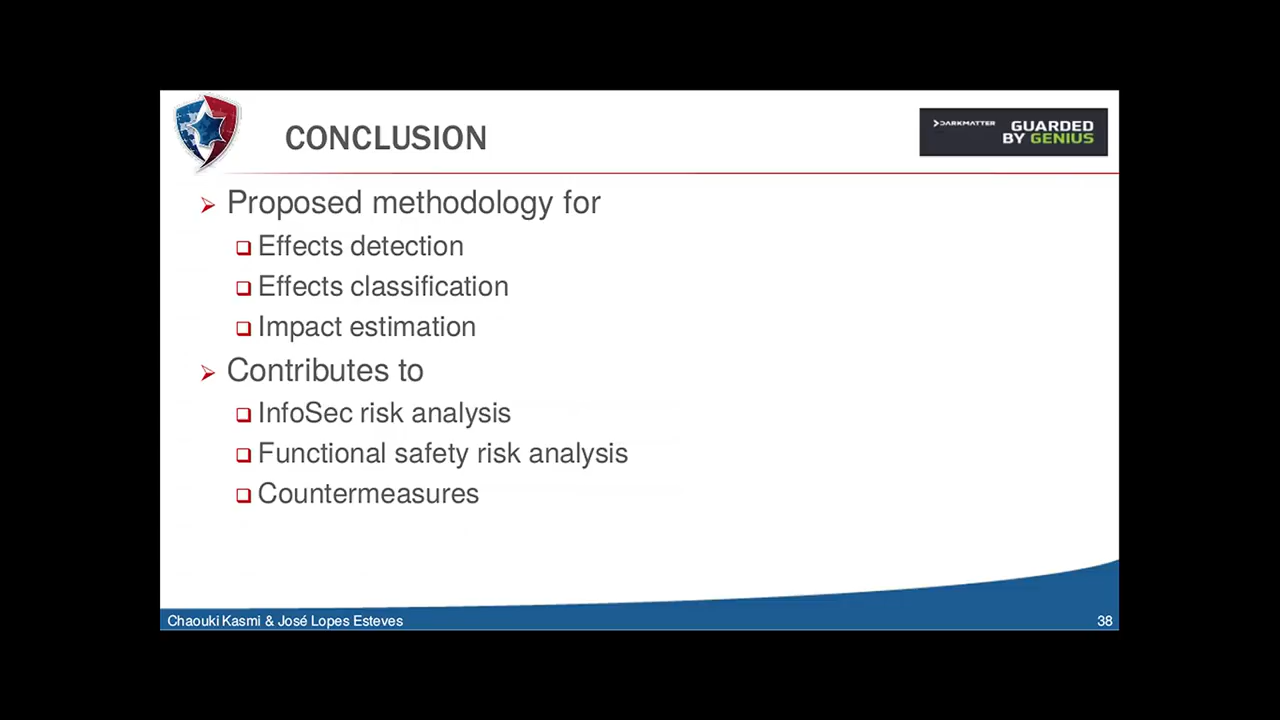 CONCLUSION
DARKMATTER
GUARDED
BY GENIUS
Proposed methodology for
Effects detection
Effects classification
Impact estimation
Contributes to
InfoSec risk analysis
Functional safety risk analysis
Countermeasures
Chaouki Kasmi & José Lopes Esteves
38